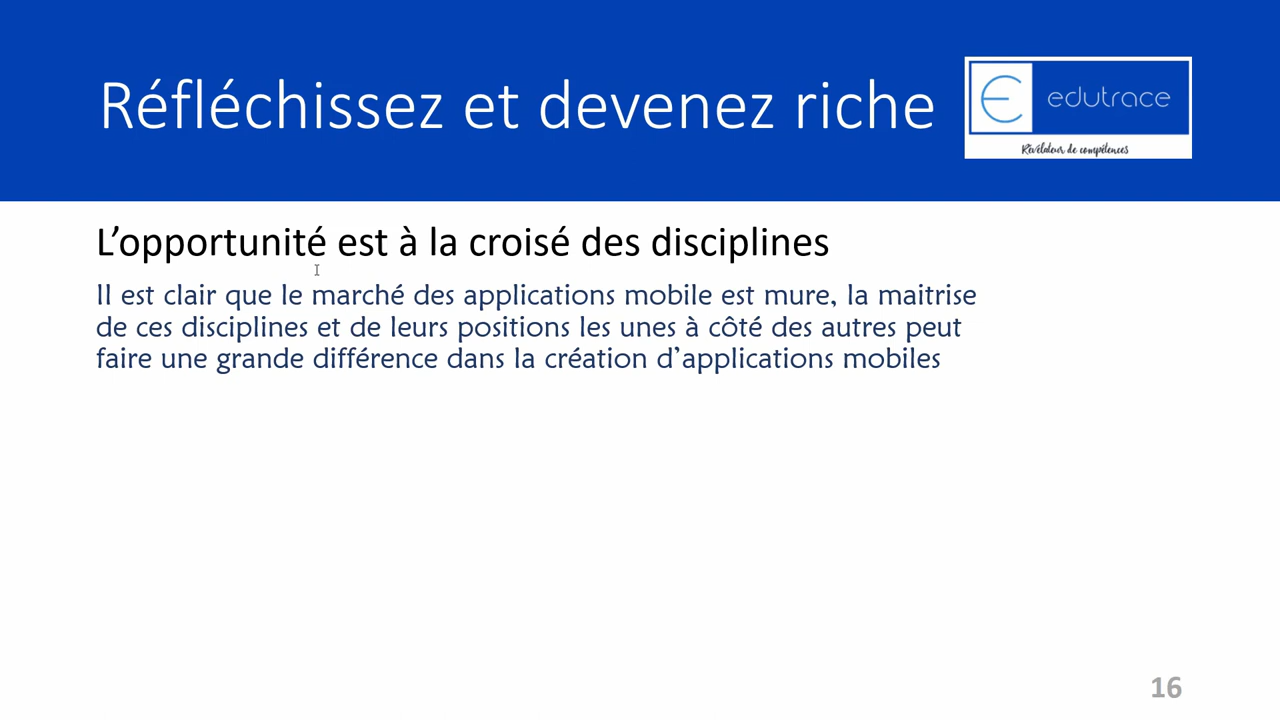 Réfléchissez et devenez riche
edutrace
Révélateur de compétences
L’opportunité est à la croisé des disciplines
Il est clair que le marché des applications mobile est mure, la maitrise
de ces disciplines et de leurs positions les unes à côté des autres peut
faire une grande différence dans la création d’applications mobiles
16